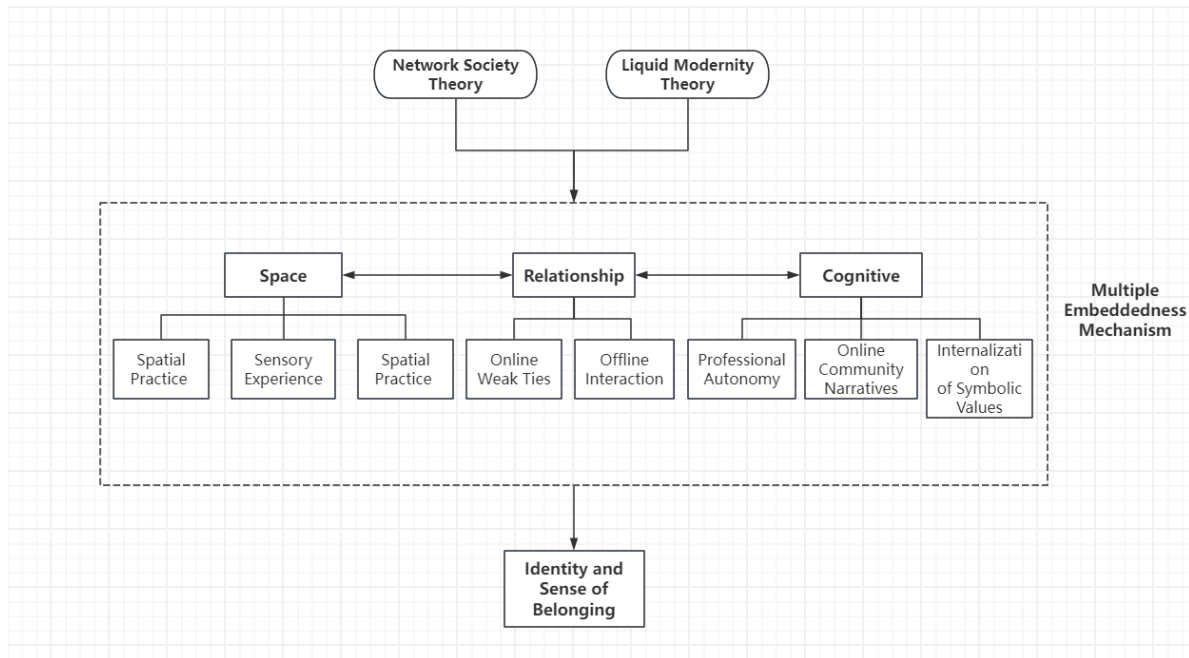 Network Society
Theory
Liquid Modernity
Theory
Space
Relationship
Cognitive
Multiple
Embeddedness
Mechanism
Spatial
Practice
Sensory
Experience
Spatial
Practice
Online
Weak Ties
Offline
Interaction
Professional
Autonomy
Online
Community
Narratives
Internalizati
on
of Symbolic
Values
Identity and
Sense of
Belonging